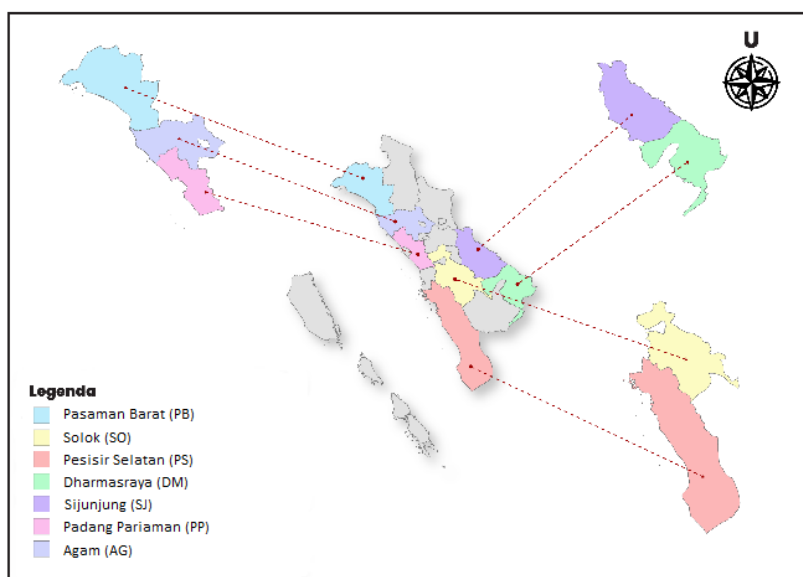 U
Legenda
Pasaman Barat (PB)
Solok (SO)
Pesisir Selatan (PS)
Dharmasraya (DM)
Sijunjung (SJ)
Padang Pariaman (PP)
Agam (AG)